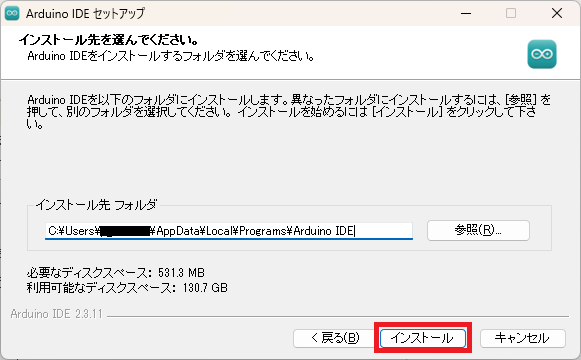 Arduino IDE セットアップ
インストール先を選んでください。
Arduino IDEをインストールするフォルダを選んでください。
Arduino IDEを以下のフォルダにインストールします。異なったフォルダにインストールするには、[参照] を
押して、別のフォルダを選択してください。 インストールを始めるには [インストール] をクリックして下さ
い。
インストール先 フォルダ
C:¥Users¥ ¥AppData¥Local¥Programs¥Arduino IDE
参照(R)...
必要なディスクスペース: 531.3 MB
利用可能なディスクスペース: 130.7 GB
Arduino IDE 2.3.11
< 戻る(B)
インストール
キャンセル